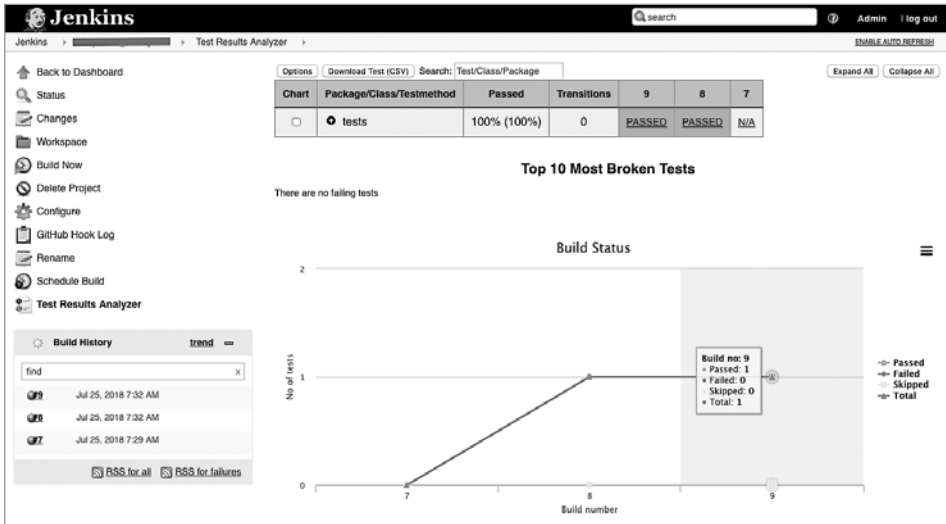 Jenkins
search
Admin
log out
Jenkins
Test Results Analyzer
ENABLE AUTO REFRESH
Back to Dashboard
Status
Changes
Workspace
Build Now
Delete Project
Configure
GitHub Hook Log
Rename
Schedule Build
Test Results Analyzer
Build History
trend
find
X
#9 Jul 25, 2018 7:32 AM
#8 Jul 25, 2018 7:32 AM
#7 Jul 25, 2018 7:29 AM
RSS for all RSS for failures
Options Download Test (CSV) Search: Test/Class/Package
Expand All Collapse All
Chart Package/Class/Testmethod Passed Transitions 9 8 7
tests 100% (100%) 0 PASSED PASSED N/A
Top 10 Most Broken Tests
There are no failing tests
Build Status
2
1
0
No of tests
Build no: 9
Passed: 1
Failed: 0
Skipped: 0
Total: 1
7 8 9
Build number
Passed
Failed
Skipped
Total